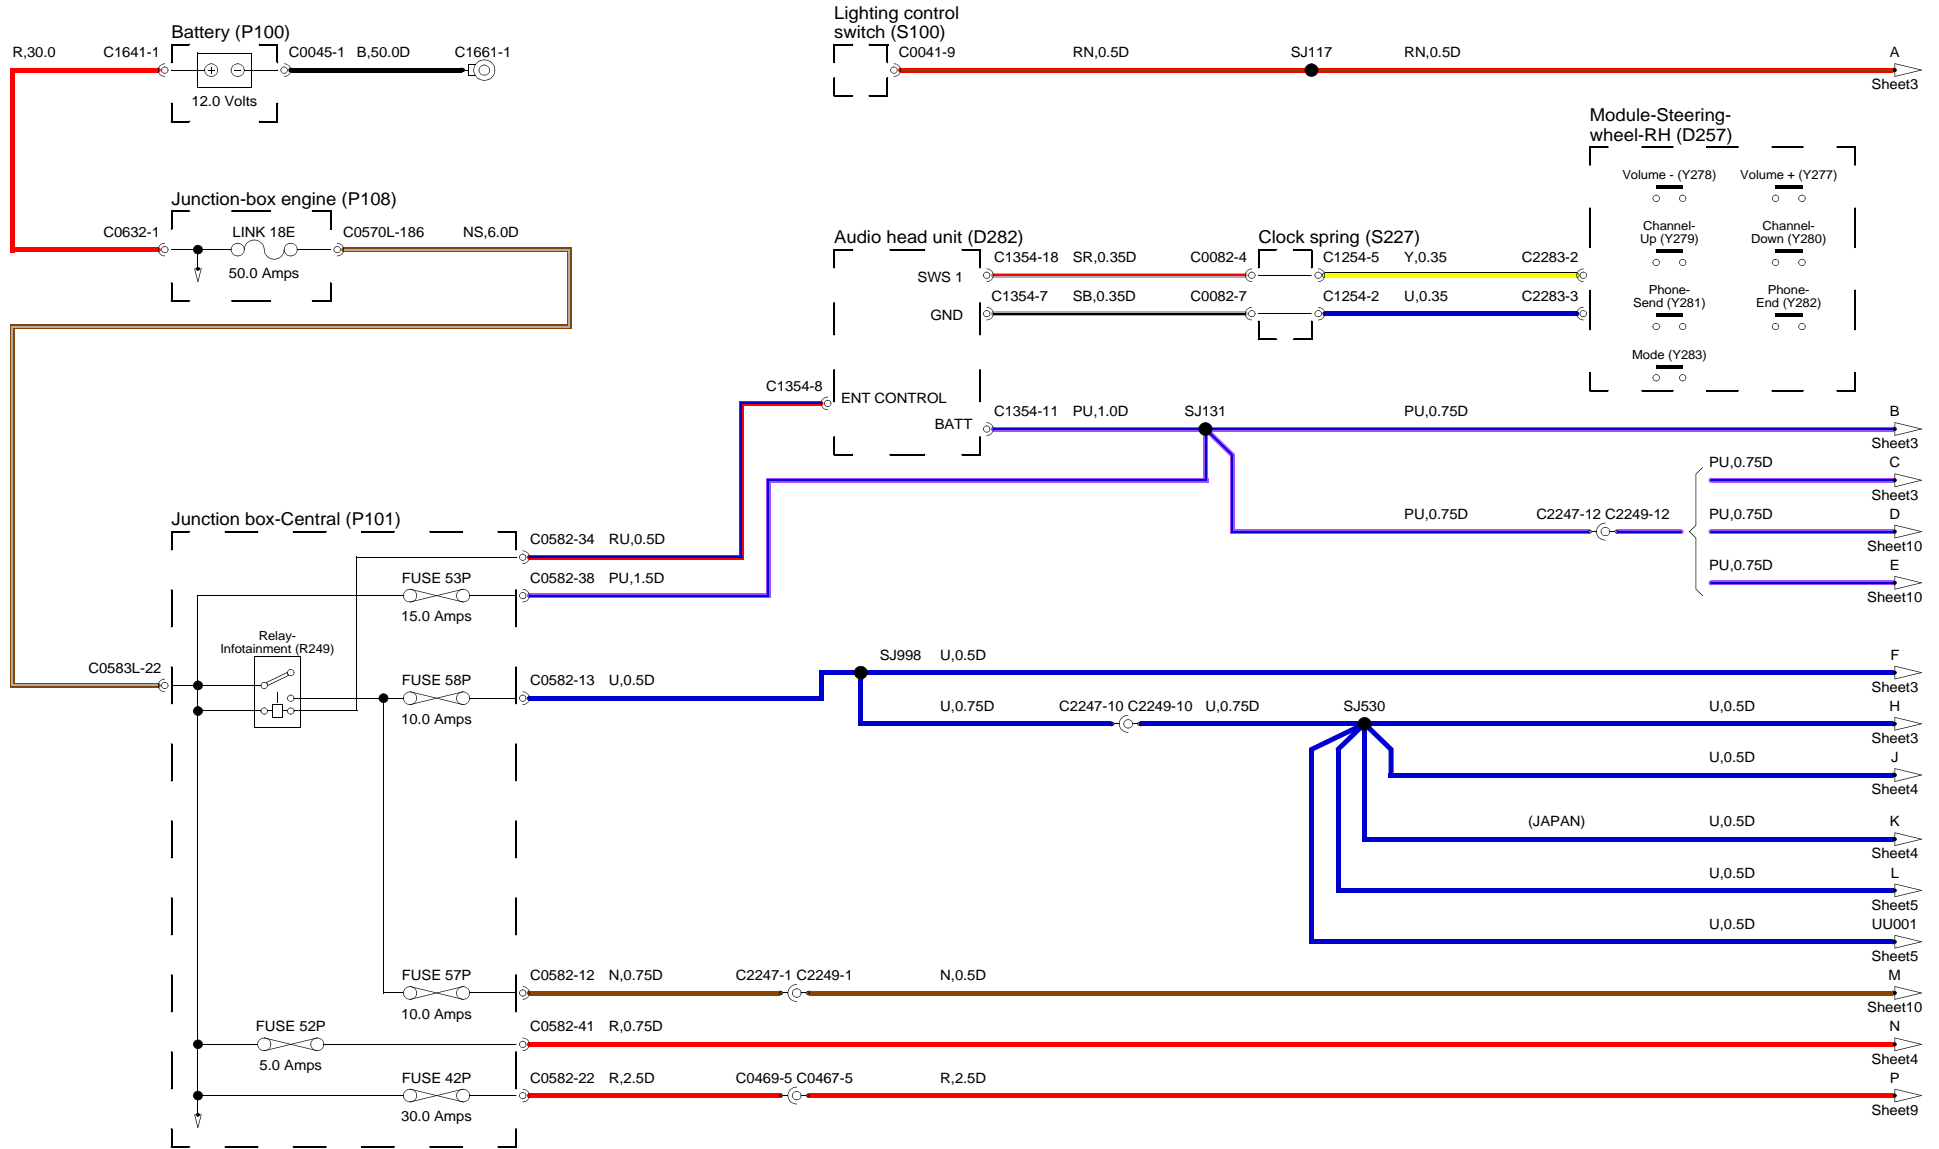 Lighting control
switch (S100)
Battery (P100)
R,30.0
C1641-1
C0045-1
B,50.0D
C1661-1
12.0 Volts
C0041-9
RN,0.5D
SJ117
RN,0.5D
A
Sheet3
Module-Steering-
wheel-RH (D257)
Volume - (Y278)
Volume + (Y277)
Channel-
Up (Y279)
Channel-
Down (Y280)
Phone-
Send (Y281)
Phone-
End (Y282)
Mode (Y283)
Junction-box engine (P108)
C0632-1
LINK 18E
50.0 Amps
C0570L-186
NS,6.0D
Audio head unit (D282)
Clock spring (S227)
SWS 1
C1354-18
SR,0.35D
C0082-4
C1254-5
Y,0.35
C2283-2
GND
C1354-7
SB,0.35D
C0082-7
C1254-2
U,0.35
C2283-3
C1354-8
ENT CONTROL
BATT
C1354-11
PU,1.0D
SJ131
PU,0.75D
B
Sheet3
PU,0.75D
C
Sheet3
PU,0.75D
C2247-12 C2249-12
PU,0.75D
D
Sheet10
PU,0.75D
E
Sheet10
Junction box-Central (P101)
C0582-34
RU,0.5D
FUSE 53P
15.0 Amps
C0582-38
PU,1.5D
Relay-
Infotainment (R249)
C0583L-22
FUSE 58P
10.0 Amps
C0582-13
U,0.5D
SJ998
U,0.5D
F
Sheet3
U,0.75D
C2247-10 C2249-10
U,0.75D
SJ530
U,0.5D
H
Sheet3
U,0.5D
J
Sheet4
(JAPAN)
U,0.5D
K
Sheet4
U,0.5D
L
Sheet5
U,0.5D
UU001
Sheet5
FUSE 57P
10.0 Amps
C0582-12
N,0.75D
C2247-1 C2249-1
N,0.5D
M
Sheet10
FUSE 52P
5.0 Amps
C0582-41
R,0.75D
N
Sheet4
FUSE 42P
30.0 Amps
C0582-22
R,2.5D
C0469-5 C0467-5
R,2.5D
P
Sheet9